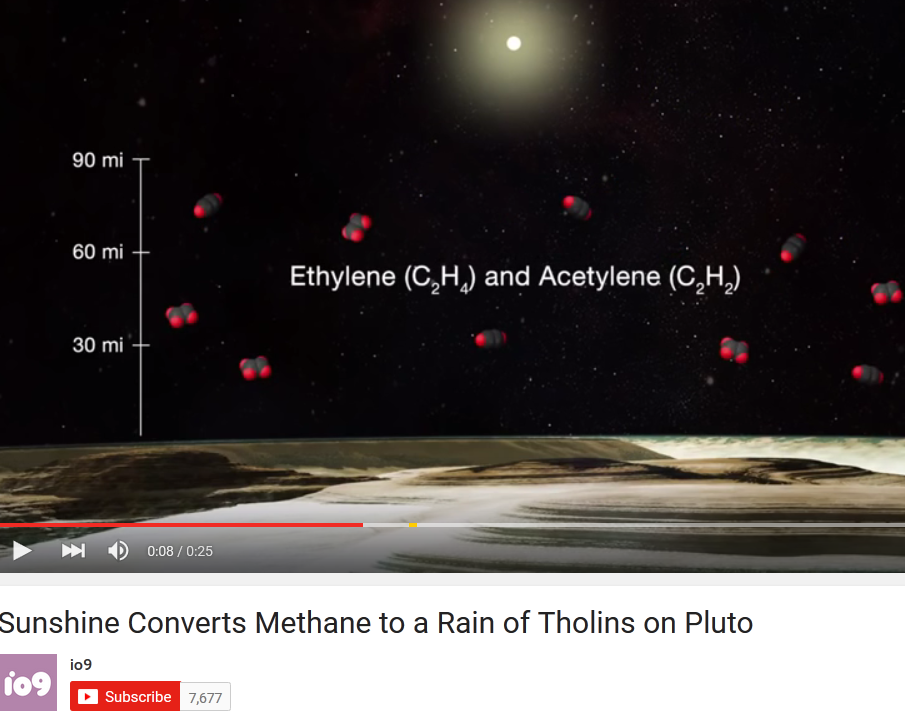 90 mi
60 mi
Ethylene (C₂H₄) and Acetylene (C₂H₂)
30 mi
0:08 / 0:25
Sunshine Converts Methane to a Rain of Tholins on Pluto
io9
io9
Subscribe 7,677